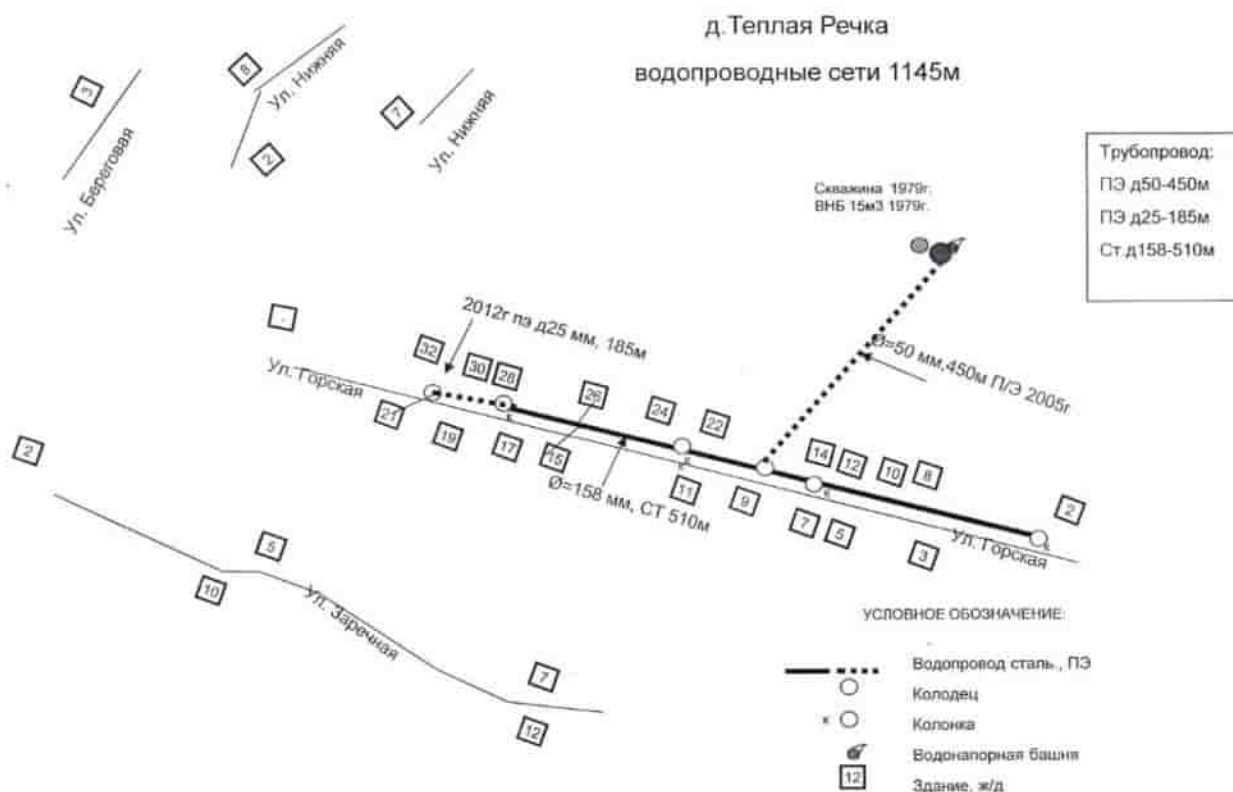 д.Теплая Речка
водопроводные сети 1145м
Трубопровод:
ПЭ д50-450м
ПЭ д25-185м
Ст.д158-510м
Скважина 1979г.
ВНБ 15м3 1979г.
3
Ул. Береговая
8
Ул. Нижняя
2
7
Ул. Нижняя
2012г пэ д25 мм, 185м
Ø=50 мм,450м П/Э 2005г
Ул. Горская
32
30
28
26
24
22
14
12
10
8
2
21
19
17
15
11
9
7
5
3
к
к
к
к
Ø=158 мм, СТ 510м
Ул. Горская
2
5
10
Ул. Заречная
7
12
УСЛОВНОЕ ОБОЗНАЧЕНИЕ:
Водопровод сталь., ПЭ
Колодец
к Колонка
Водонапорная башня
12 Здание, ж/д